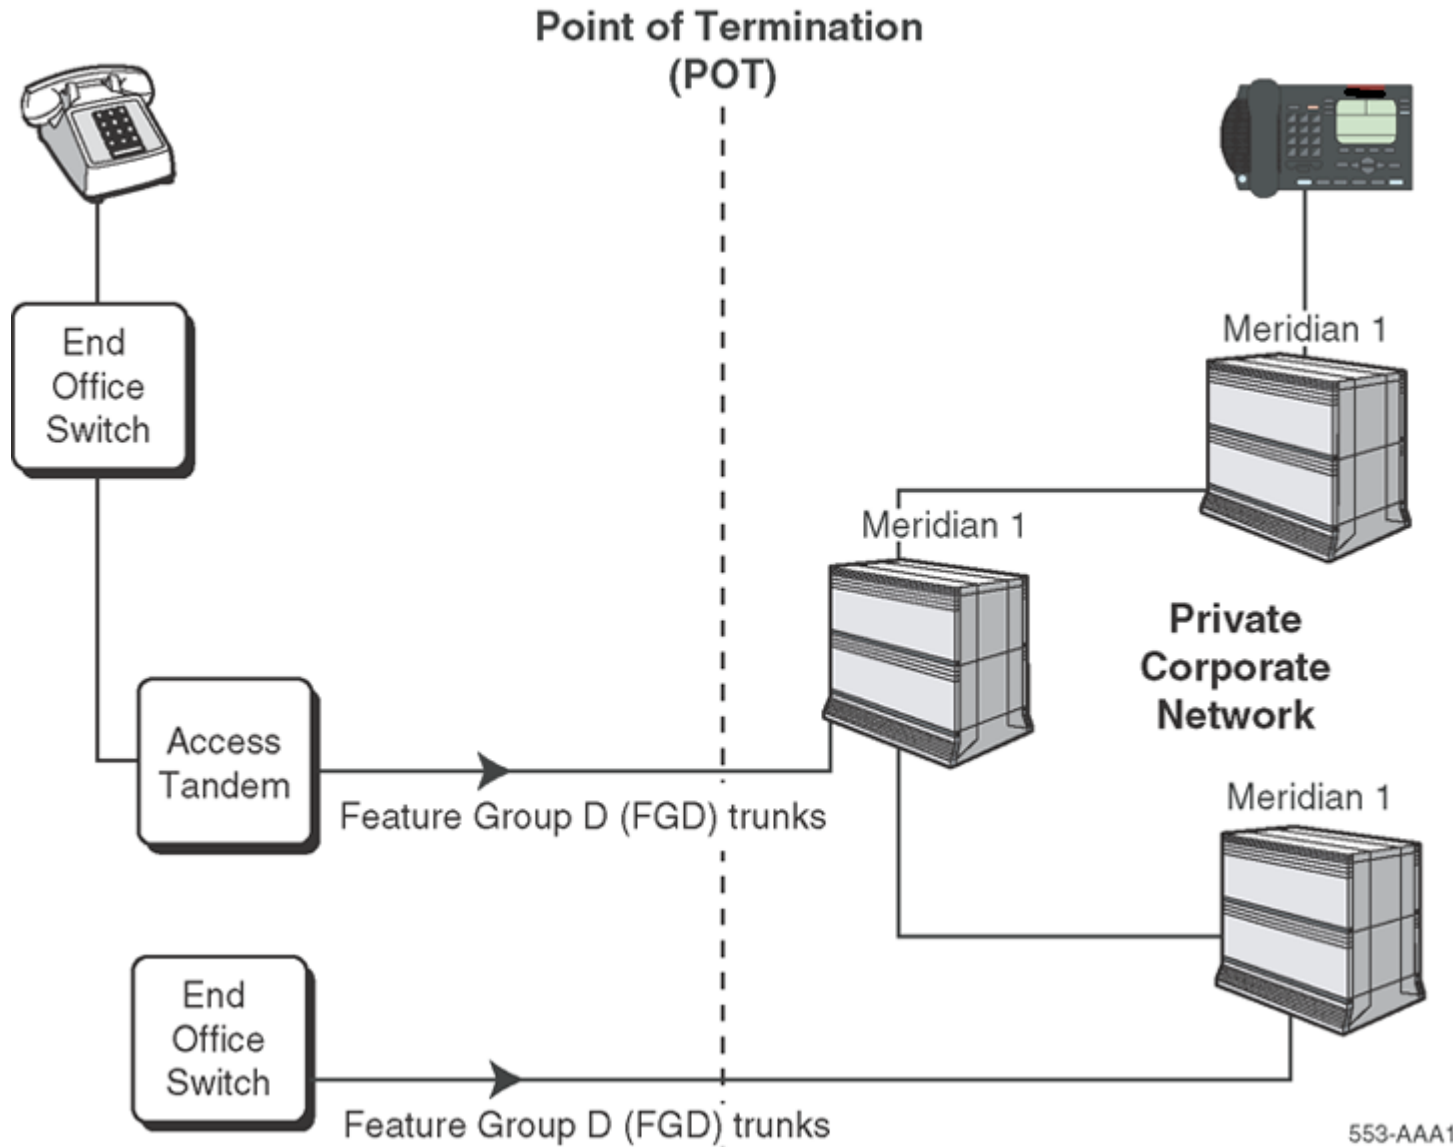 Point of Termination
(POT)
End
Office
Switch
Meridian 1
Meridian 1
Private
Corporate
Network
Access
Tandem
Feature Group D (FGD) trunks
Meridian 1
End
Office
Switch
Feature Group D (FGD) trunks
553-AAA1